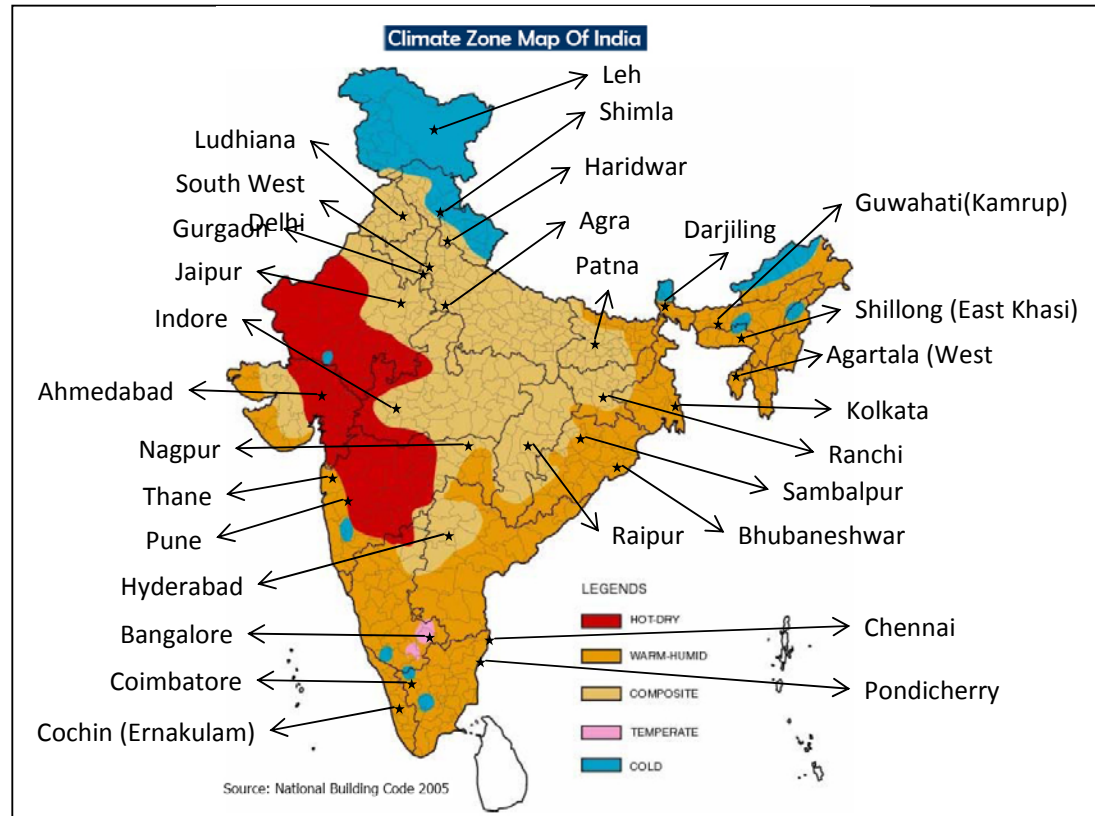 Climate Zone Map Of India
Leh
Shimla
Ludhiana
Haridwar
South West
Delhi
Guwahati(Kamrup)
Agra
Darjiling
Gurgaon
Patna
Jaipur
Shillong (East Khasi)
Indore
Agartala (West
Ahmedabad
Kolkata
Nagpur
Ranchi
Thane
Sambalpur
Pune
Raipur
Bhubaneshwar
Hyderabad
LEGENDS
HOT-DRY
Bangalore
Chennai
WARM-HUMID
Coimbatore
COMPOSITE
Pondicherry
Cochin (Ernakulam)
TEMPERATE
COLD
Source: National Building Code 2005